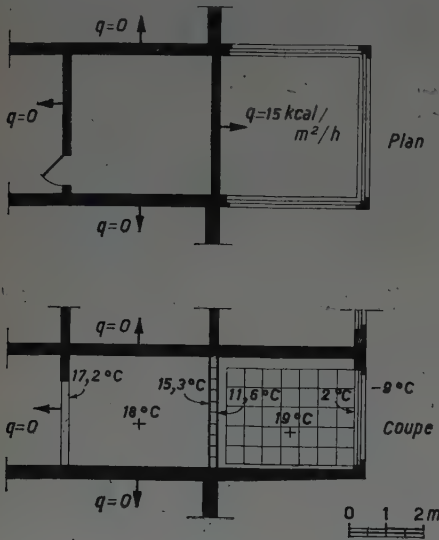 q=0
q=0
q=15 kcal/
m²/h
Plan
q=0
q=0
17,2°C
15,3°C
11,6°C
2°C
-9°C
18°C
19°C
q=0
Coupe
q=0
0 1 2m